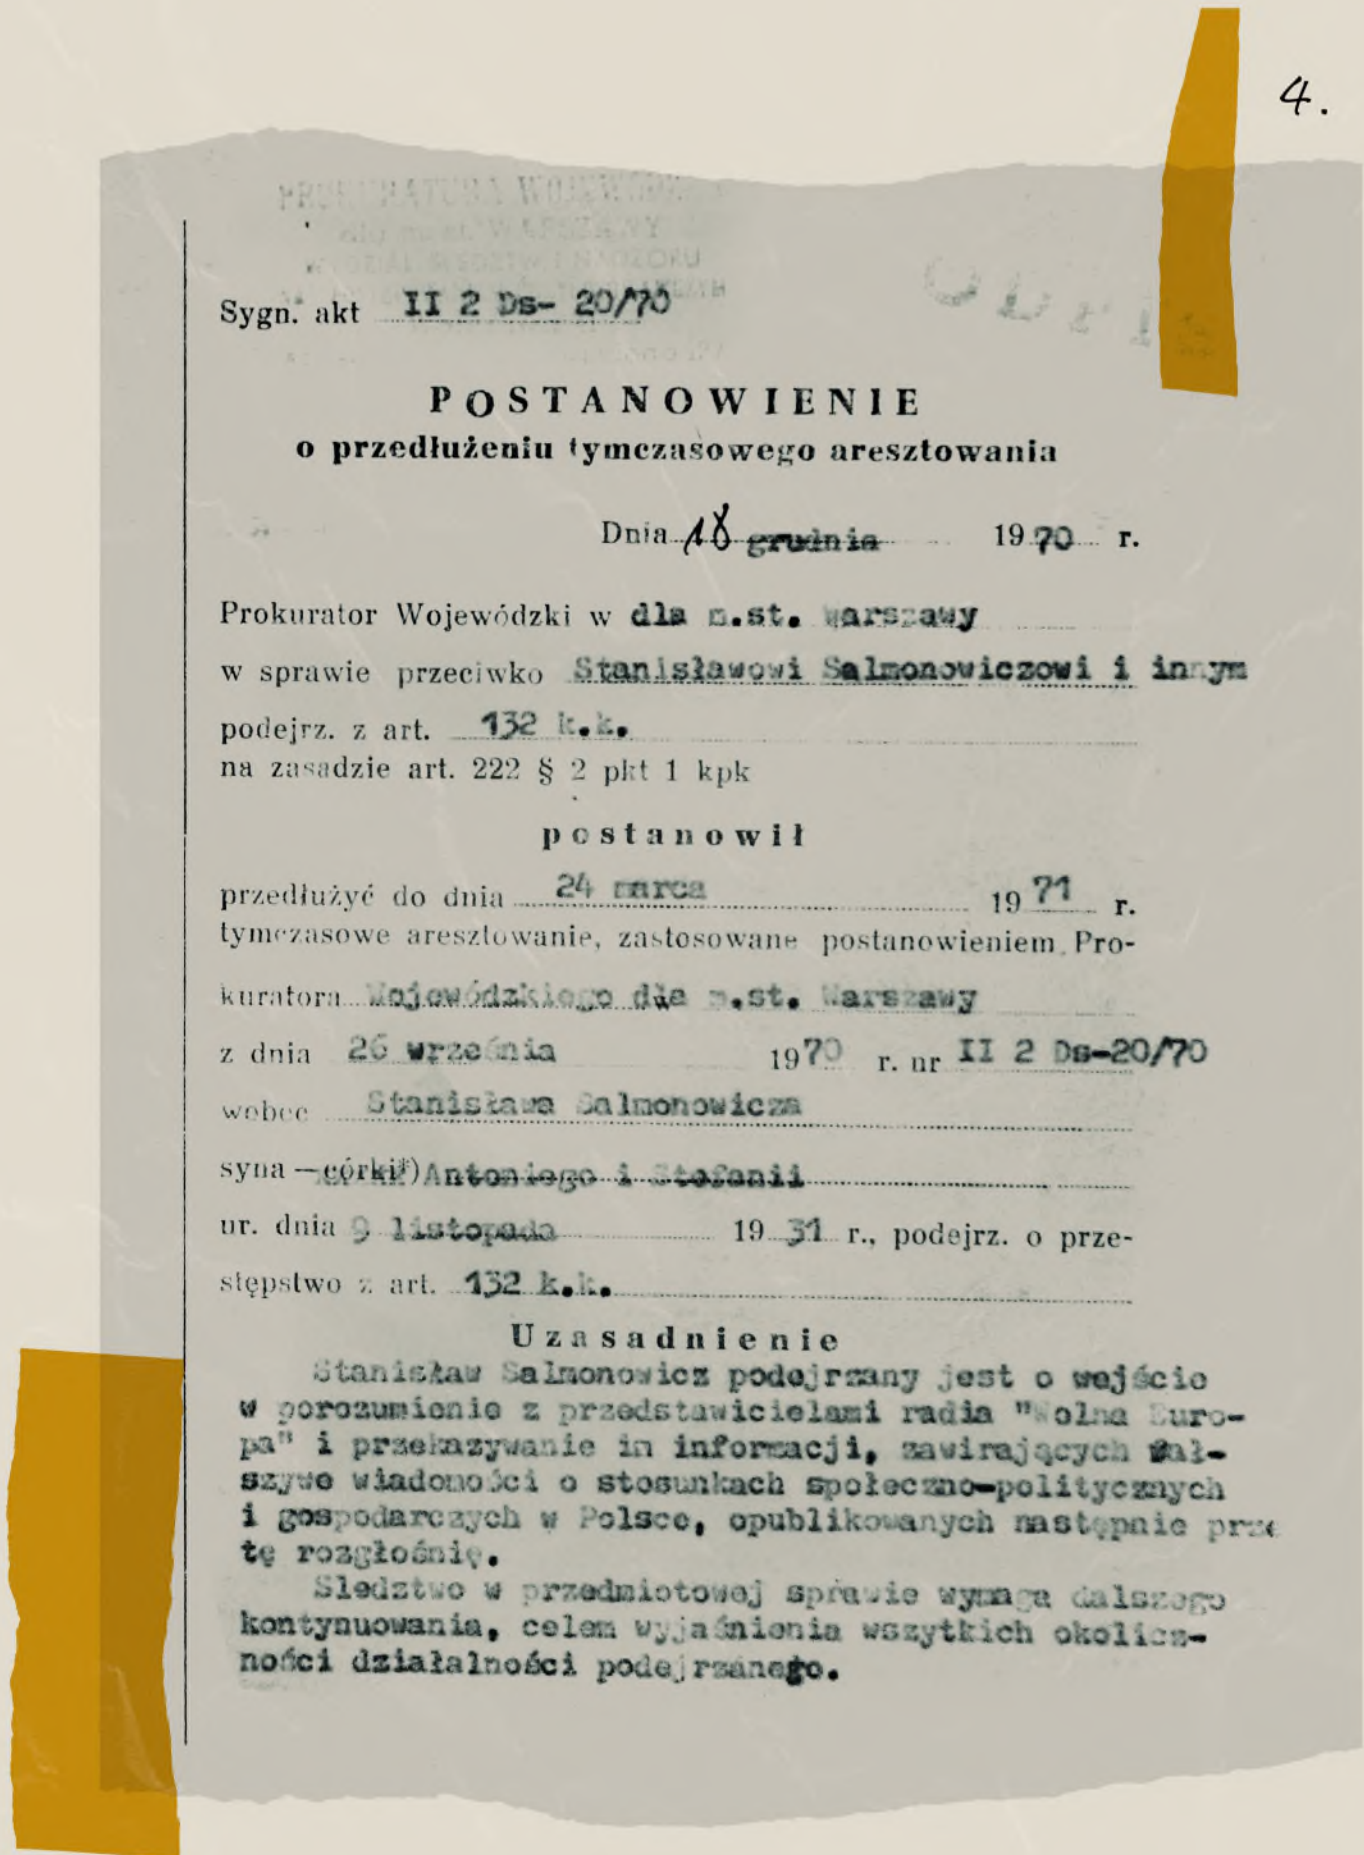 4.
Sygn. akt II 2 Ds- 20/70
POSTANOWIENIE
o przedłużeniu tymczasowego aresztowania
Dnia 18 grudnia 1970 r.
Prokurator Wojewódzki w dla m.st. Warszawy
w sprawie przeciwko Stanisławowi Salmonowiczowi i innym
podejrz. z art. 132 k.k.
na zasadzie art. 222 § 2 pkt 1 kpk
postanowił
przedłużyć do dnia 24 marca 1971 r.
tymczasowe aresztowanie, zastosowane postanowieniem Pro-
kuratora Wojewódzkiego dla m.st. Warszawy
z dnia 26 września 1970 r. nr II 2 Ds-20/70
wobec Stanisława Salmonowicza
syna — córki*) Antoniego i Stefanii
ur. dnia 9 listopada 1931 r., podejrz. o prze-
stępstwo z art. 132 k.k.
Uzasadnienie
Stanisław Salmonowicz podejrzany jest o wejście
w porozumienie z przedstawicielami radia "Wolna Euro-
pa" i przekazywanie im informacji, zawirających fał-
szywe wiadomości o stosunkach społeczno-politycznych
i gospodarczych w Polsce, opublikowanych następnie prze
tę rozgłośnię.
Śledztwo w przedmiotowej sprawie wymaga dalszego
kontynuowania, celem wyjaśnienia wszytkich okolicz-
ności działalności podejrzanego.